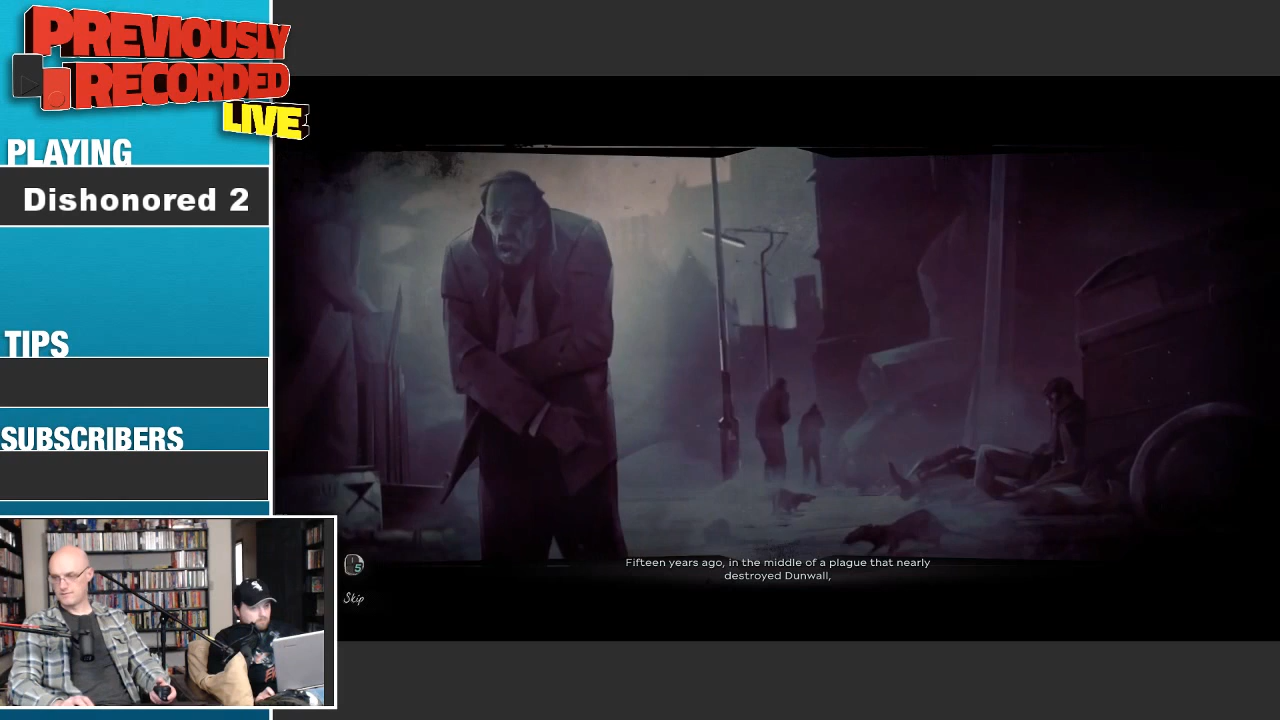 PREVIOUSLY
RECORDED
LIVE
PLAYING
Dishonored 2
TIPS
SUBSCRIBERS
5
Skip
Fifteen years ago, in the middle of a plague that nearly
destroyed Dunwall,